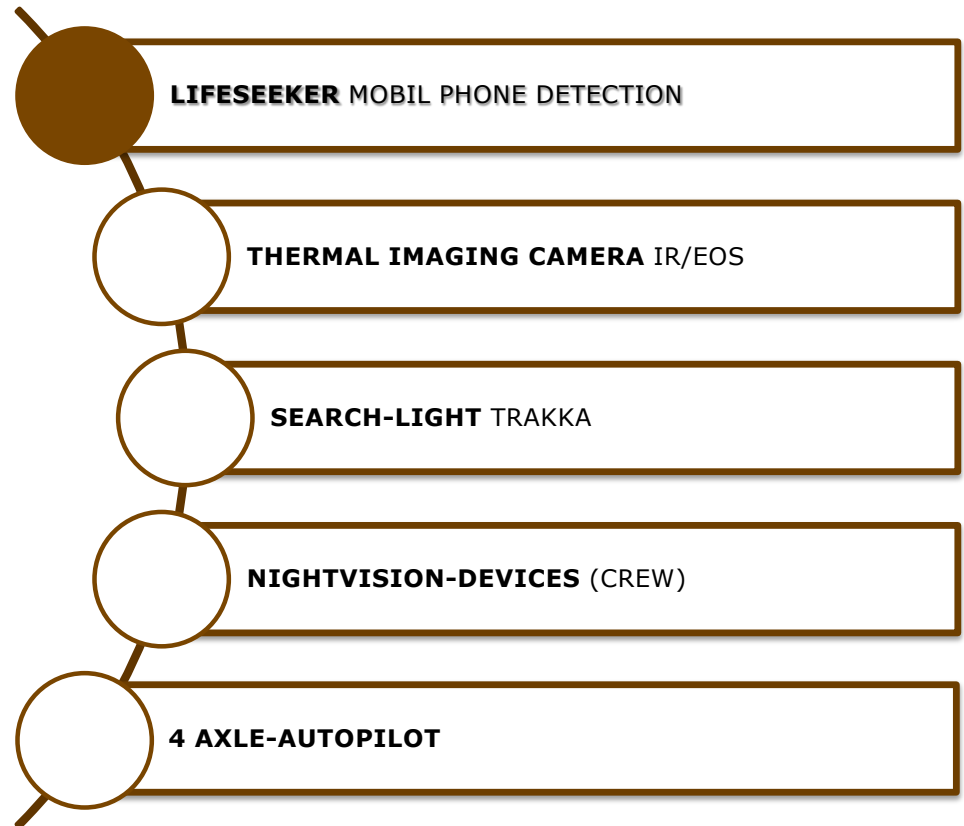 LIFESEEKER MOBIL PHONE DETECTION
THERMAL IMAGING CAMERA IR/EOS
SEARCH-LIGHT TRAKKA
NIGHTVISION-DEVICES (CREW)
4 AXLE-AUTOPILOT